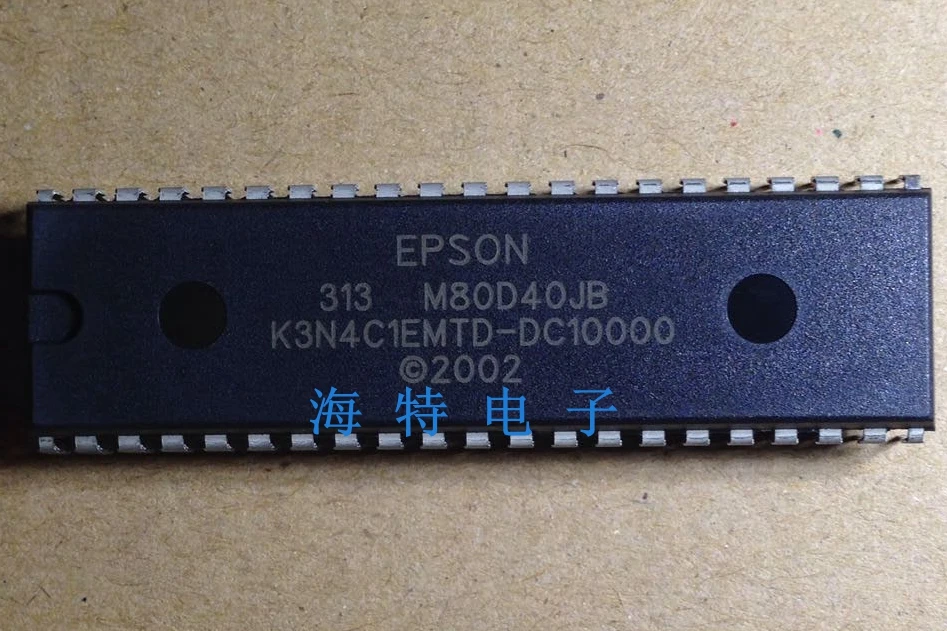 EPSON
313 M80D40JB
K3N4C1EMTD-DC10000
©2002
海特电子